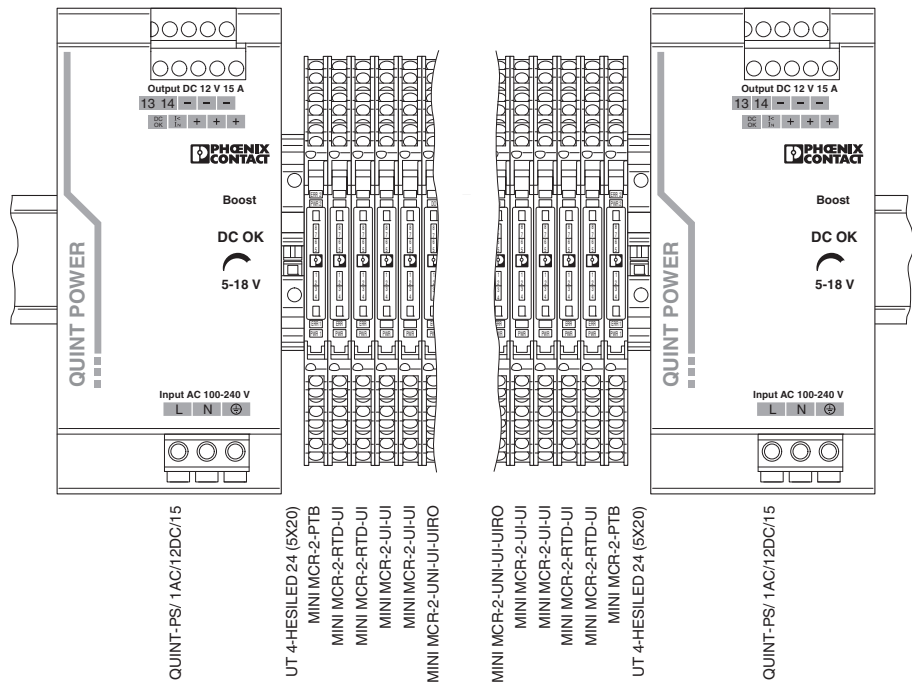 Output DC 12 V 15 A
13 14 – – –
DC OK I< IN + + +
PHŒNIX
CONTACT
Boost
DC OK
5-18 V
QUINT POWER
Input AC 100-240 V
L N
Output DC 12 V 15 A
13 14 – – –
DC OK I< IN + + +
PHŒNIX
CONTACT
Boost
DC OK
5-18 V
QUINT POWER
Input AC 100-240 V
L N
QUINT-PS/ 1AC/12DC/15
UT 4-HESILED 24 (5X20)
MINI MCR-2-PTB
MINI MCR-2-RTD-UI
MINI MCR-2-RTD-UI
MINI MCR-2-UI-UI
MINI MCR-2-UI-UI
MINI MCR-2-UNI-UI-UIRO
MINI MCR-2-UNI-UI-UIRO
MINI MCR-2-UI-UI
MINI MCR-2-UI-UI
MINI MCR-2-RTD-UI
MINI MCR-2-RTD-UI
MINI MCR-2-PTB
UT 4-HESILED 24 (5X20)
QUINT-PS/ 1AC/12DC/15